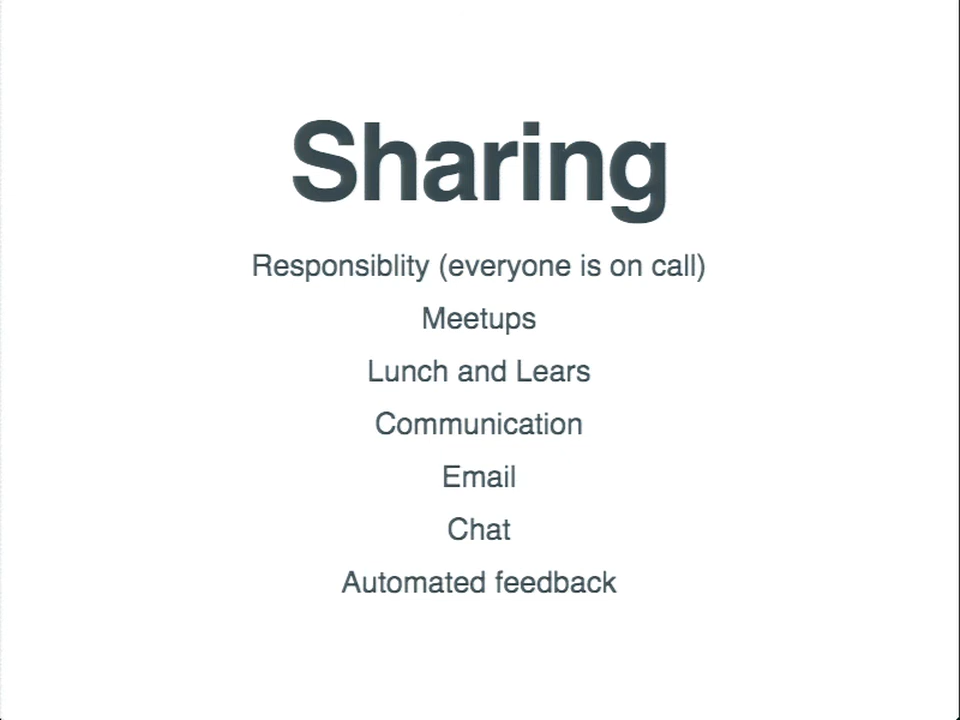 Sharing
Responsiblity (everyone is on call)
Meetups
Lunch and Lears
Communication
Email
Chat
Automated feedback